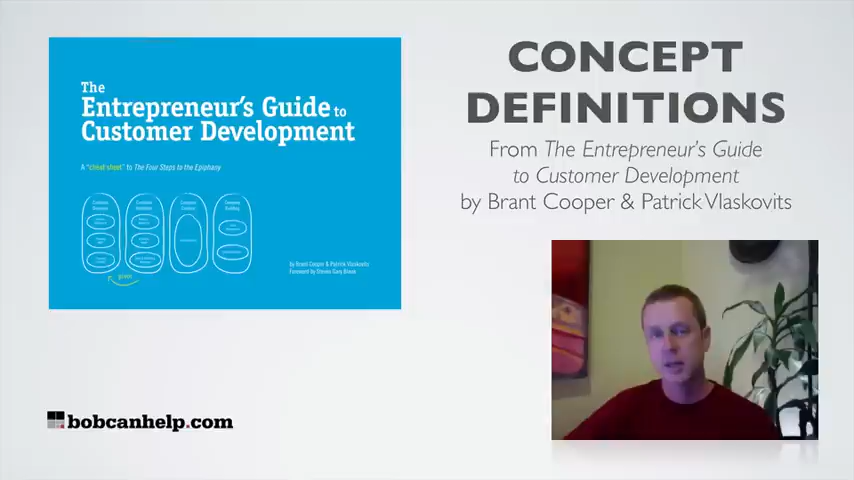 The
Entrepreneur's Guide to
Customer Development
A "cheat sheet" to The Four Steps to the Epiphany
pivot
by Brant Cooper & Patrick Vlaskovits
Foreword by Steven Gary Blank
CONCEPT
DEFINITIONS
From The Entrepreneur's Guide
to Customer Development
by Brant Cooper & Patrick Vlaskovits
bobcanhelp.com